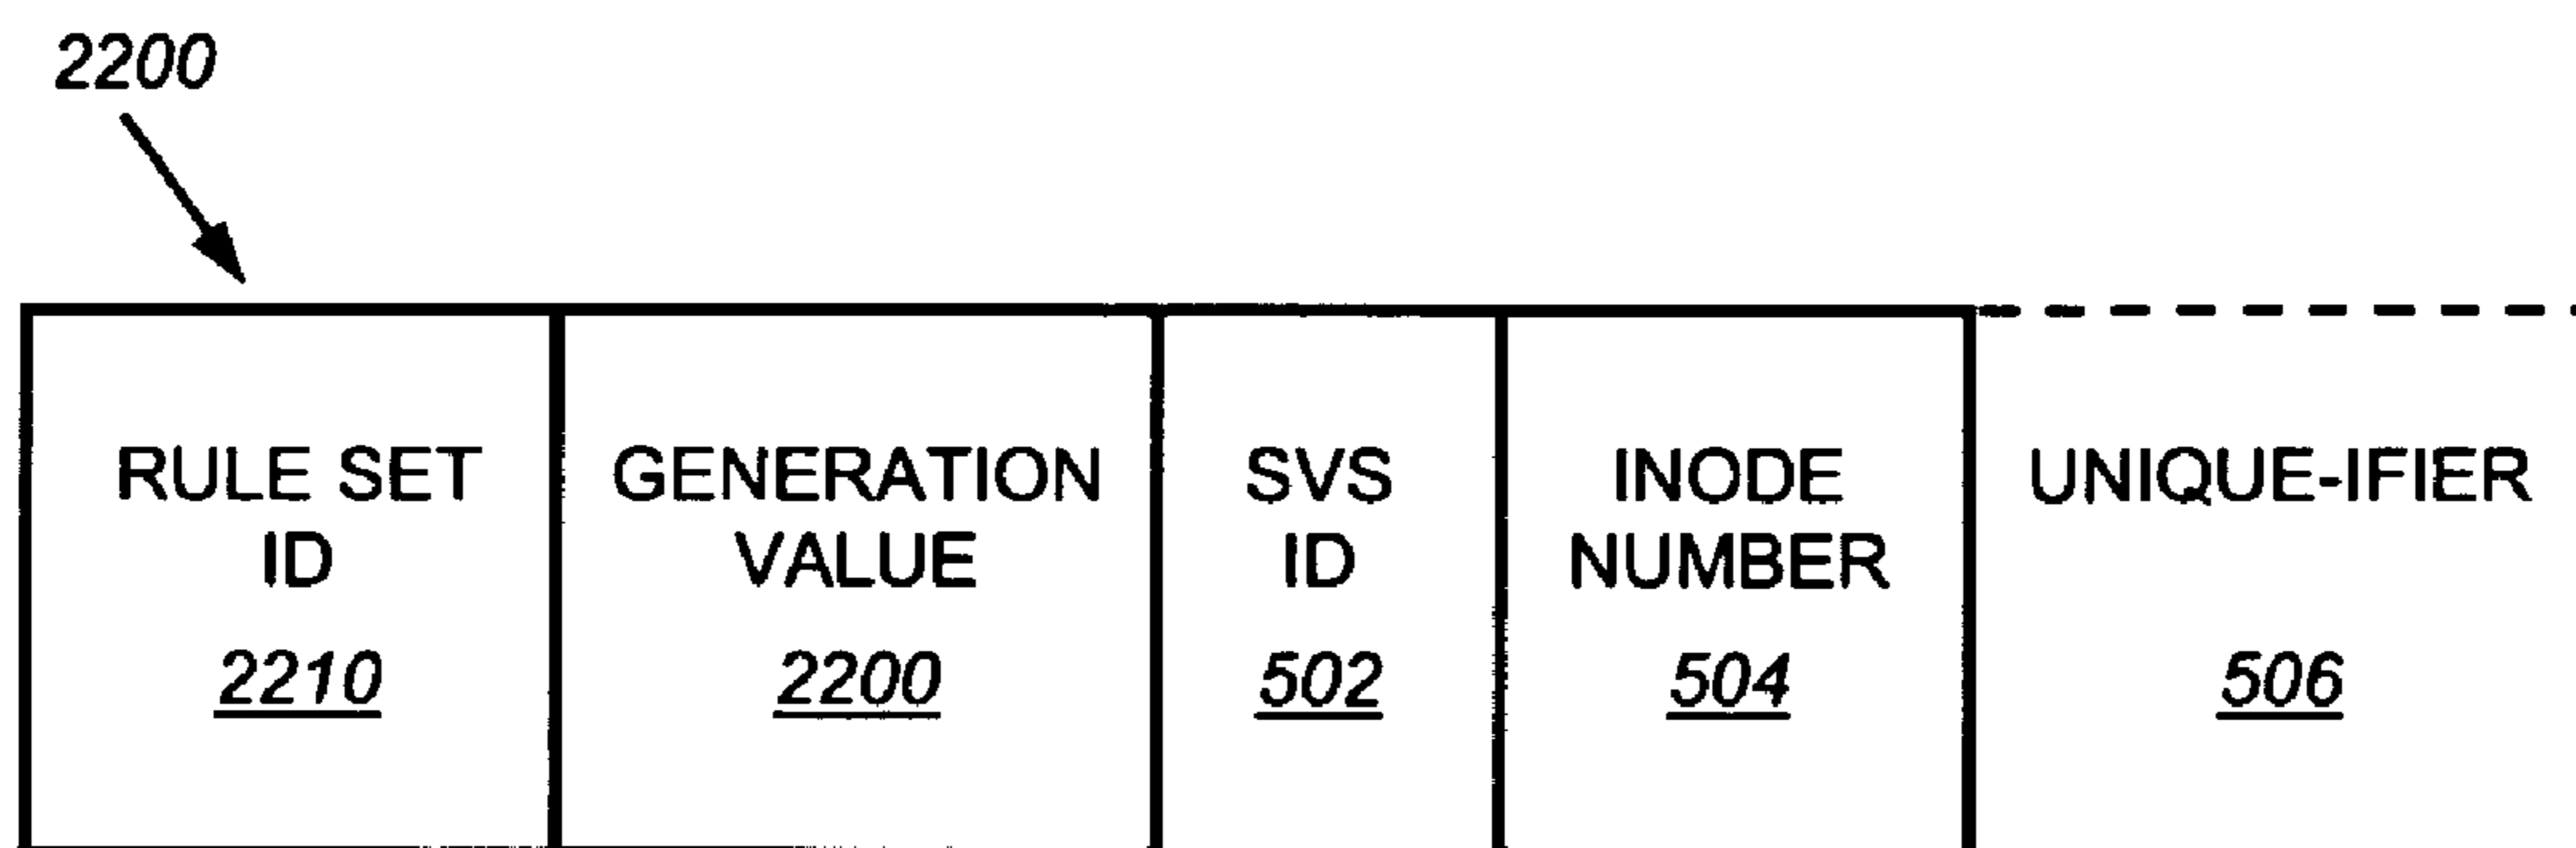 2200
RULE SET
ID
2210
GENERATION
VALUE
2200
SVS
ID
502
INODE
NUMBER
504
UNIQUE-IFIER
506